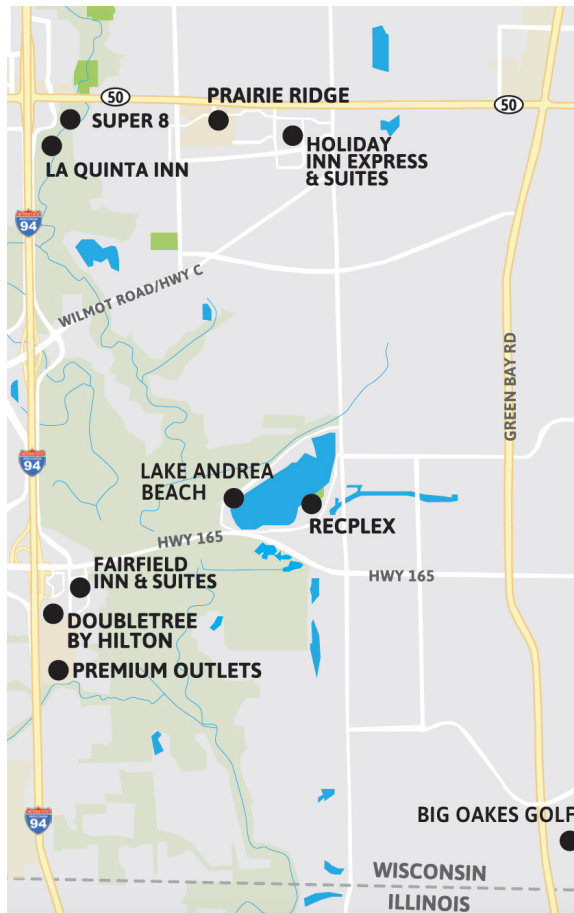 50
50
PRAIRIE RIDGE
SUPER 8
HOLIDAY
INN EXPRESS
& SUITES
LA QUINTA INN
94
WILMOT ROAD/HWY C
GREEN BAY RD
94
LAKE ANDREA
BEACH
RECPLEX
HWY 165
FAIRFIELD
INN & SUITES
HWY 165
DOUBLETREE
BY HILTON
PREMIUM OUTLETS
BIG OAKES GOLF
94
WISCONSIN
ILLINOIS